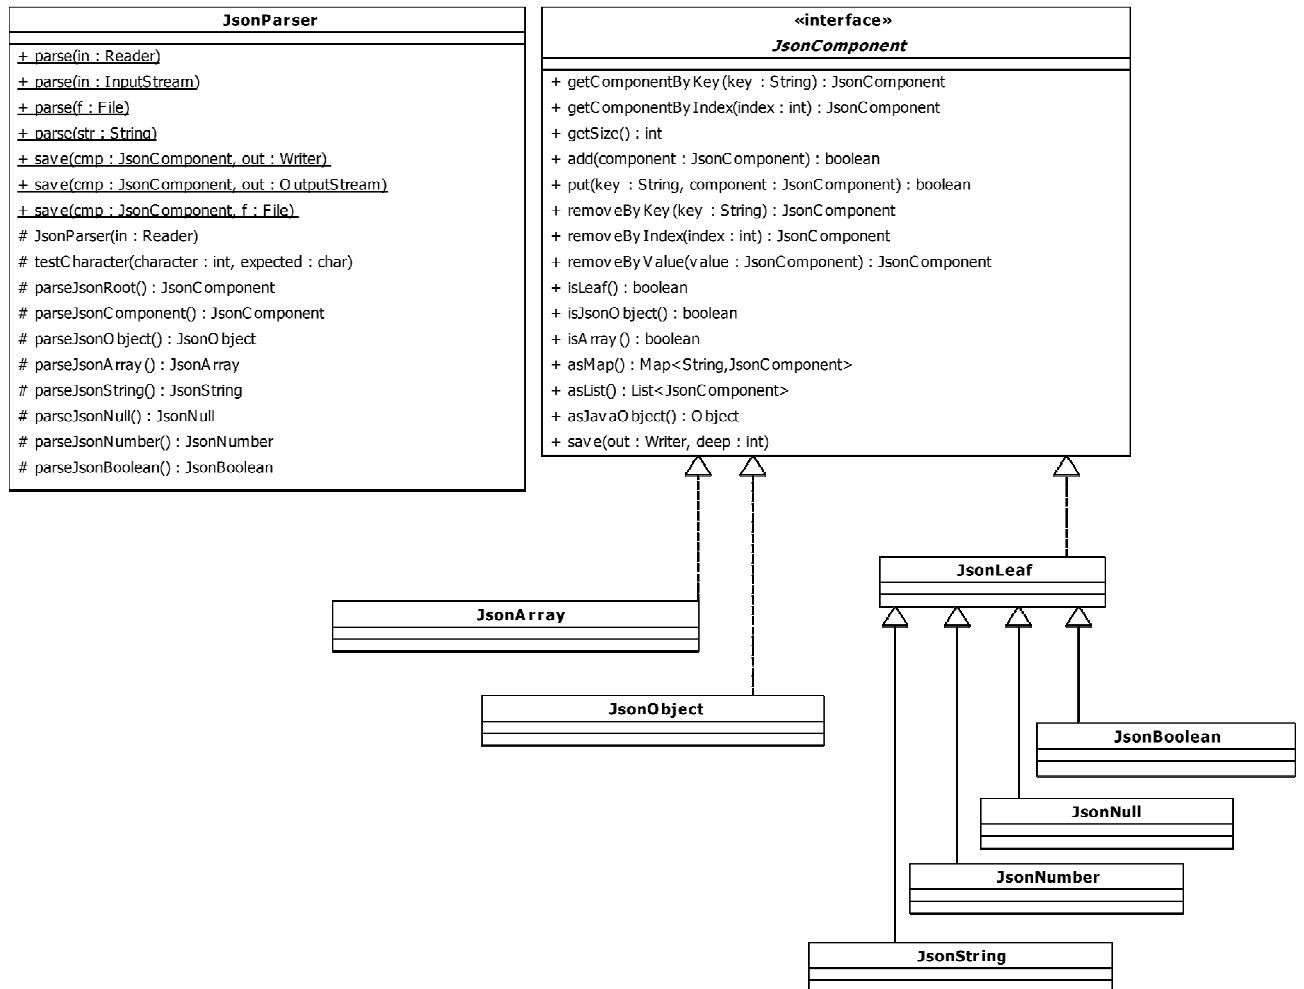 JsonParser
+ parse(in : Reader)
+ parse(in : InputStream)
+ parse(f : File)
+ parse(str : String)
+ save(cmp : JsonComponent, out : Writer)
+ save(cmp : JsonComponent, out : OutputStream)
+ save(cmp : JsonComponent, f : File)
# JsonParser(in : Reader)
# testCharacter(character : int, expected : char)
# parseJsonRoot() : JsonComponent
# parseJsonComponent() : JsonComponent
# parseJsonObject() : JsonObject
# parseJsonArray() : JsonArray
# parseJsonString() : JsonString
# parseJsonNull() : JsonNull
# parseJsonNumber() : JsonNumber
# parseJsonBoolean() : JsonBoolean
«interface»
JsonComponent
+ getComponentByKey(key : String) : JsonComponent
+ getComponentByIndex(index : int) : JsonComponent
+ getSize() : int
+ add(component : JsonComponent) : boolean
+ put(key : String, component : JsonComponent) : boolean
+ removeByKey(key : String) : JsonComponent
+ removeByIndex(index : int) : JsonComponent
+ removeByValue(value : JsonComponent) : JsonComponent
+ isLeaf() : boolean
+ isJsonObject() : boolean
+ isArray() : boolean
+ asMap() : Map<String,JsonComponent>
+ asList() : List<JsonComponent>
+ asJavaObject() : Object
+ save(out : Writer, deep : int)
JsonLeaf
JsonArray
JsonObject
JsonBoolean
JsonNull
JsonNumber
JsonString